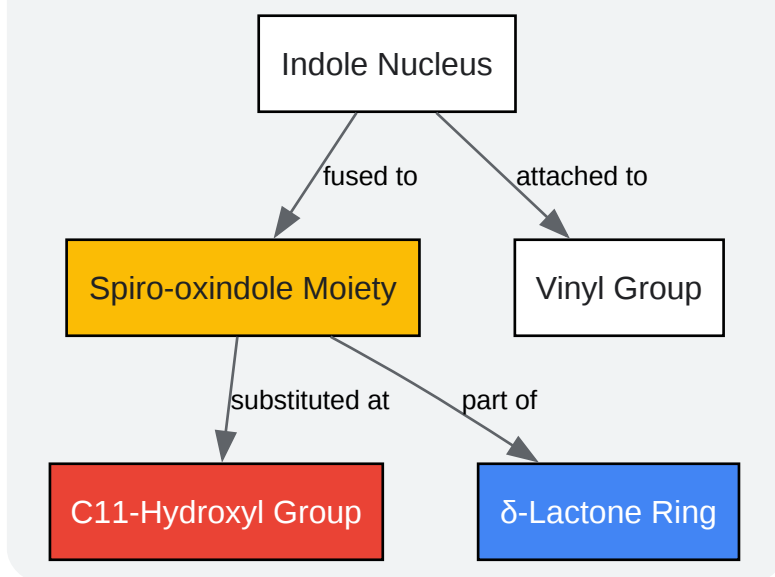 Indole Nucleus
fused to
attached to
Spiro-oxindole Moiety
Vinyl Group
substituted at
part of
C11-Hydroxyl Group
δ-Lactone Ring